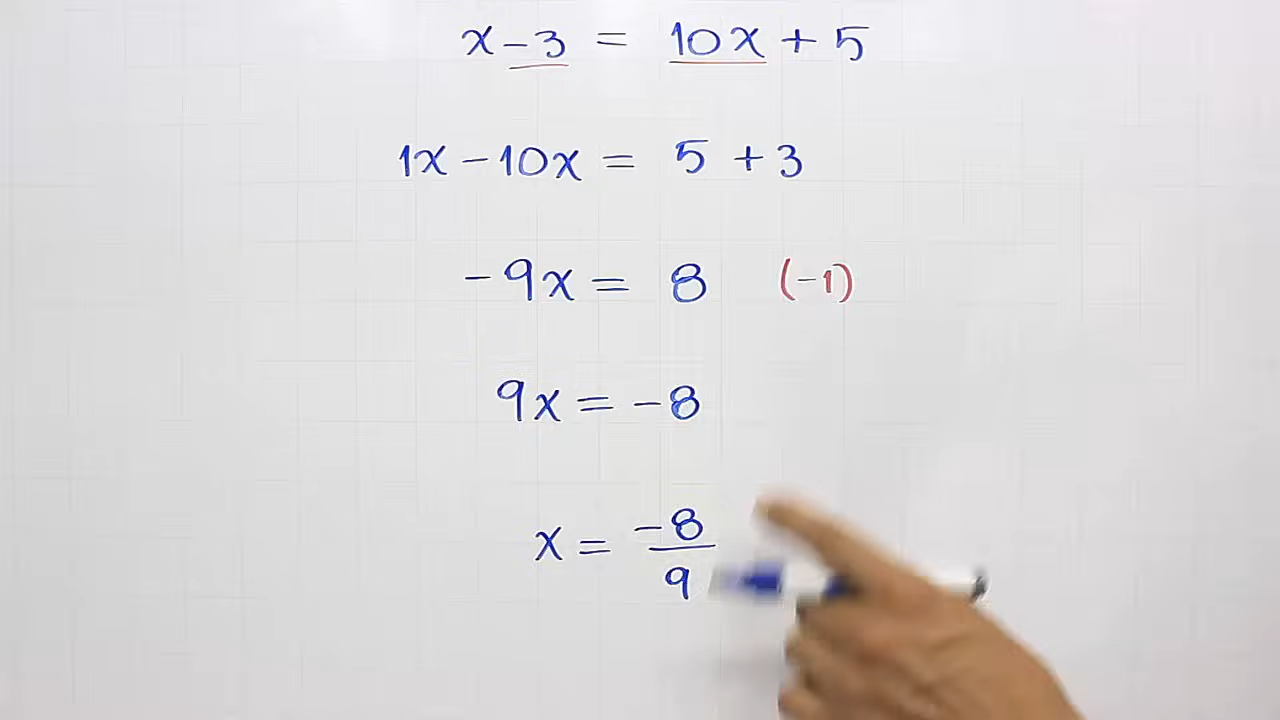 x - 3 = 10x + 5
1x - 10x = 5 + 3
-9x = 8 (-1)
9x = -8
x = -8/9